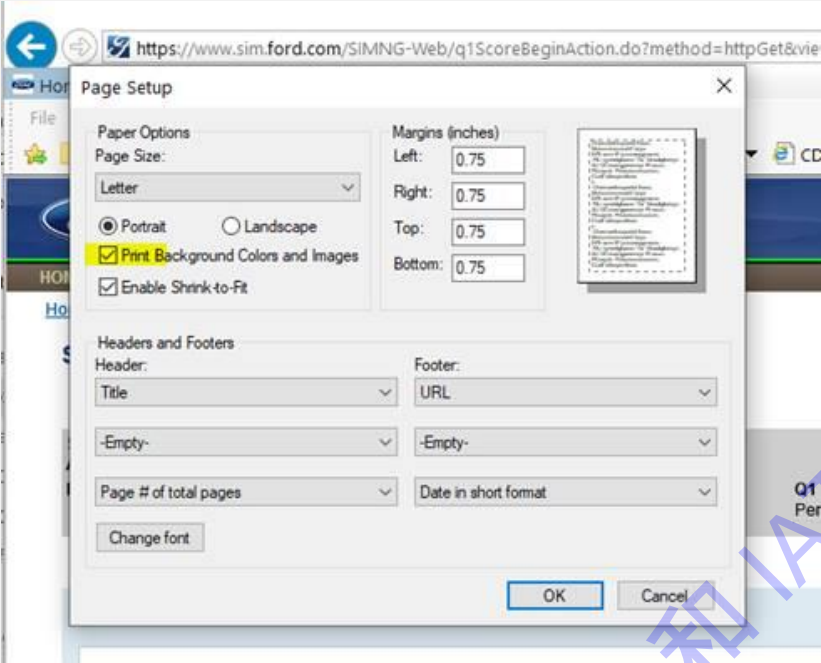 https://www.sim.ford.com/SIMNG-Web/q1ScoreBeginAction.do?method=httpGet&vie
Page Setup
File
Paper Options
Page Size:
Letter
Portrait Landscape
Print Background Colors and Images
Enable Shrink-to-Fit
Margins (inches)
Left: 0.75
Right: 0.75
Top: 0.75
Bottom: 0.75
CD
Headers and Footers
Header: Footer:
Title URL
-Empty- -Empty-
Page # of total pages Date in short format
Change font
Q1
Per
OK Cancel
和 IAT